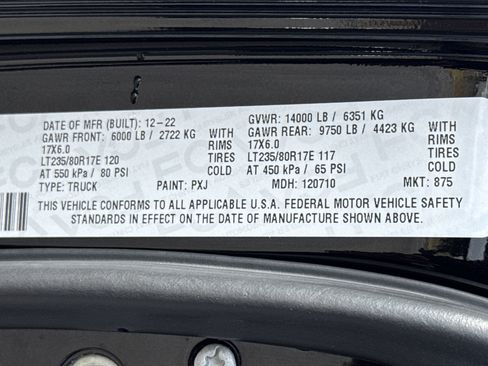 DATE OF MFR (BUILT): 12-22 GVWR: 14000 LB / 6351 KG
GAWR FRONT: 6000 LB / 2722 KG WITH GAWR REAR: 9750 LB / 4423 KG WITH
17X6.0 RIMS 17X6.0 RIMS
LT235/80R17E 120 TIRES LT235/80R17E 117 TIRES
AT 550 kPa / 80 PSI COLD AT 450 kPa / 65 PSI COLD
TYPE: TRUCK PAINT: PXJ MDH: 120710 MKT: 875
THIS VEHICLE CONFORMS TO ALL APPLICABLE U.S.A. FEDERAL MOTOR VEHICLE SAFETY
STANDARDS IN EFFECT ON THE DATE OF MANUFACTURE SHOWN ABOVE.